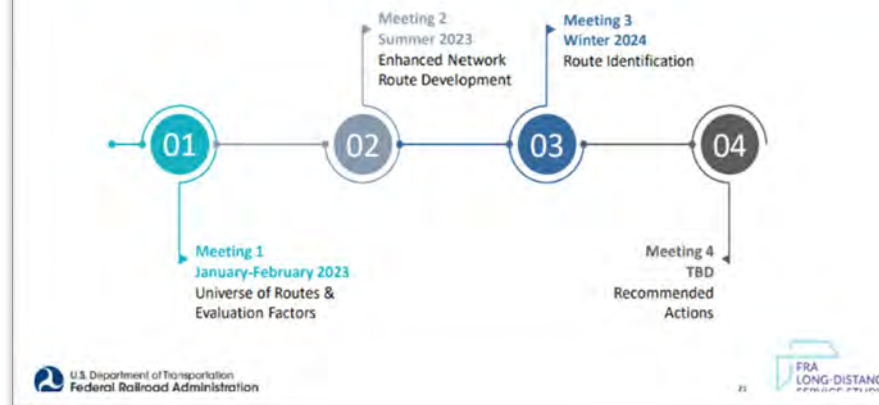 Meeting 2
Summer 2023
Enhanced Network
Route Development
Meeting 3
Winter 2024
Route Identification
01
02
03
04
Meeting 1
January-February 2023
Universe of Routes &
Evaluation Factors
Meeting 4
TBD
Recommended
Actions
U.S. Department of Transportation
Federal Railroad Administration
FRA
LONG-DISTANC